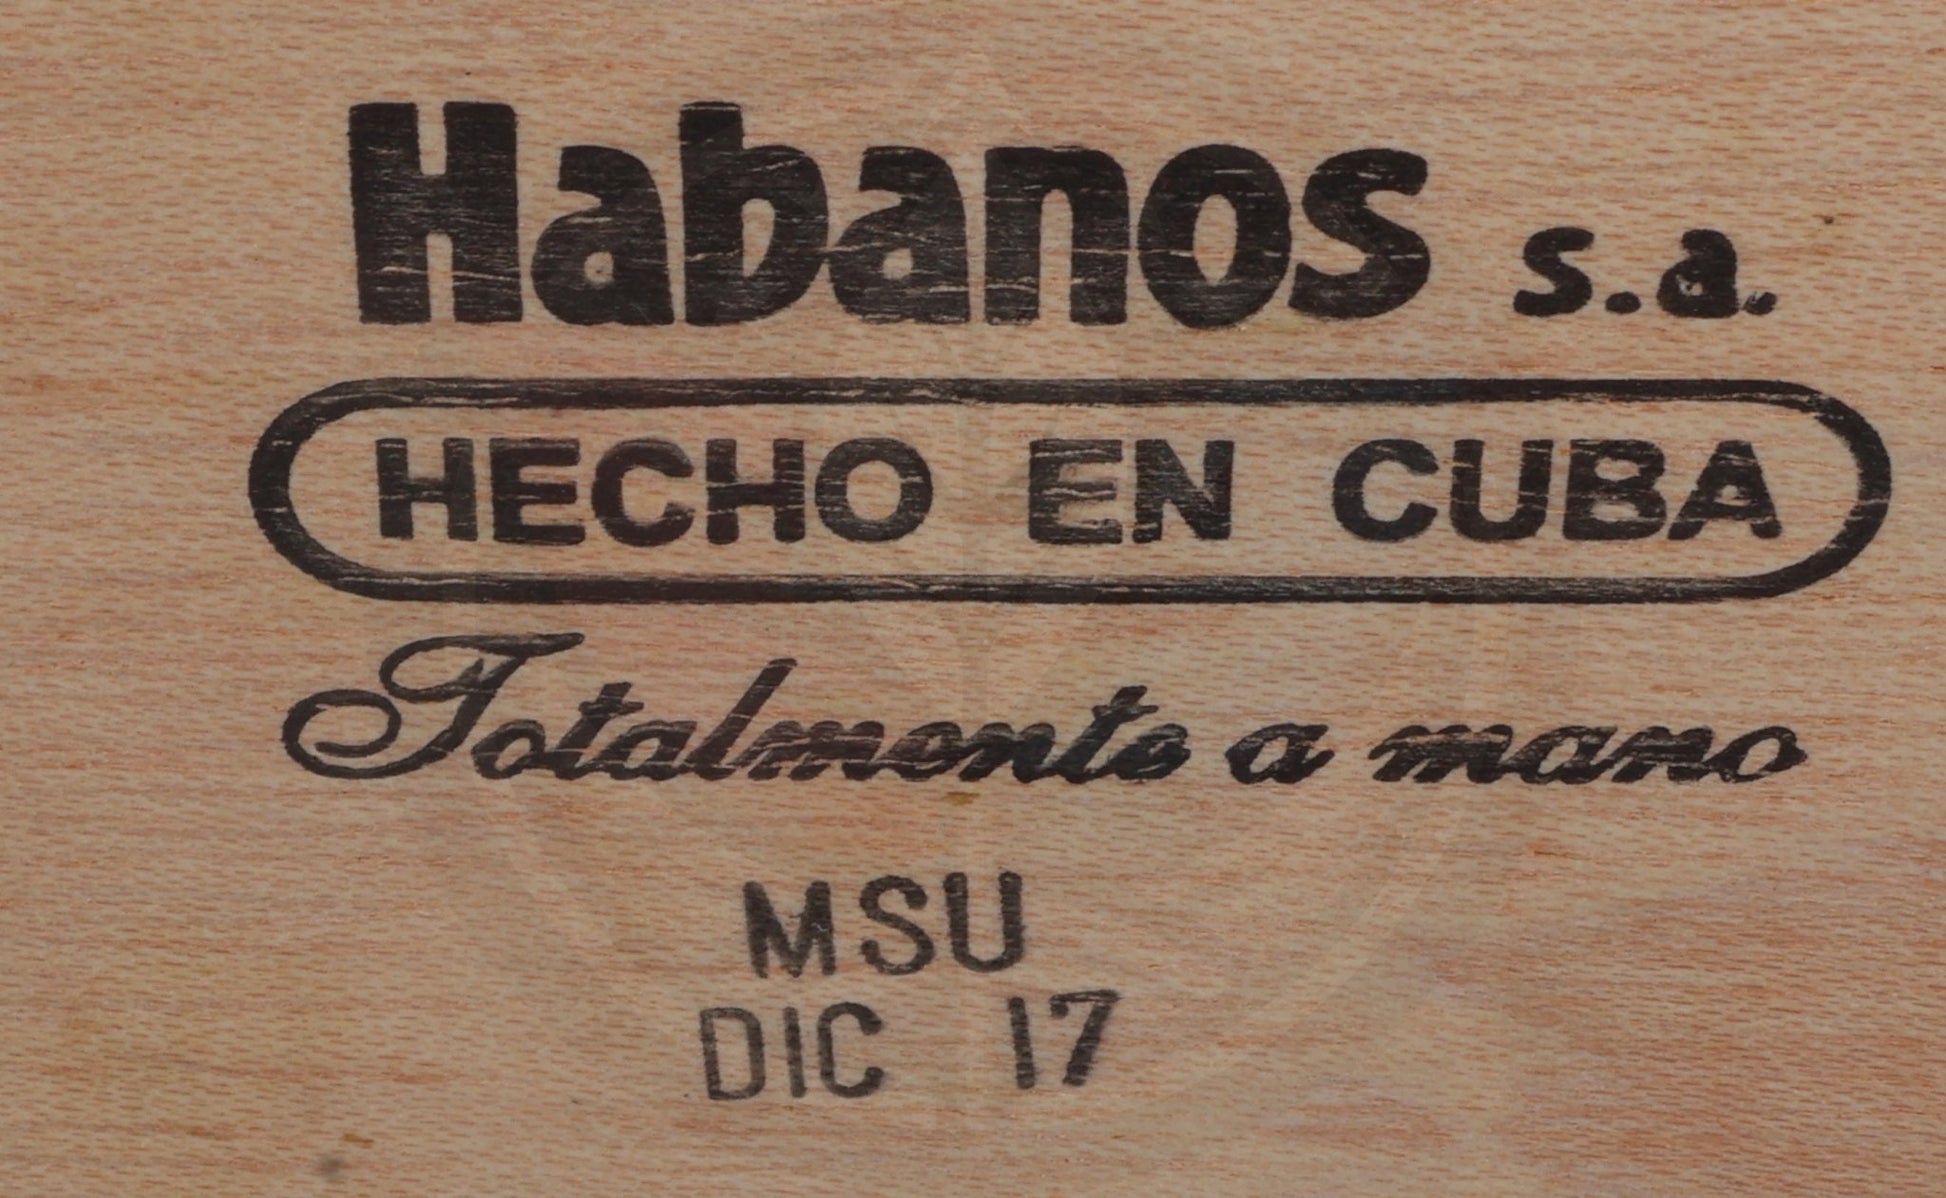 Habanos s.a.
HECHO EN CUBA
Totalmente a mano
MSU
DIC 17